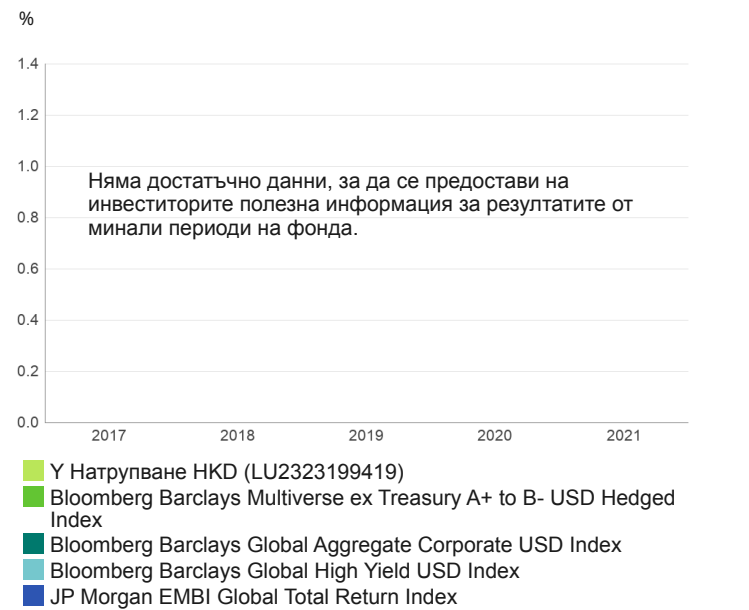 %
1.4
1.2
1.0
Няма достатъчно данни, за да се предостави на
инвеститорите полезна информация за резултатите от
0.8
минали периоди на фонда.
0.6
0.4
0.2
0.0
2017 2018 2019 2020 2021
Y Натрупване HKD (LU2323199419)
Bloomberg Barclays Multiverse ex Treasury A+ to B- USD Hedged
Index
Bloomberg Barclays Global Aggregate Corporate USD Index
Bloomberg Barclays Global High Yield USD Index
JP Morgan EMBI Global Total Return Index